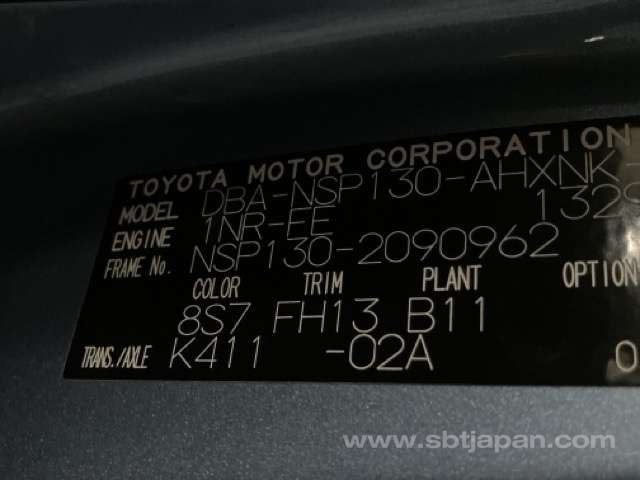 TOYOTA MOTOR CORPORATION
MODEL DBA-NSP130-AHXNK
ENGINE 1NR-FE 1329
FRAME No. NSP130-2090962
COLOR TRIM PLANT OPTION
8S7 FH13 B11
TRANS./AXLE K411 -02A
www.sbtjapan.com